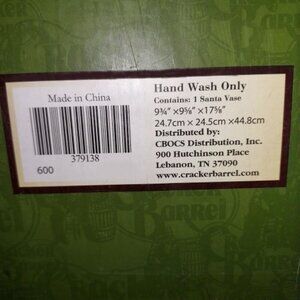 Made in China
379138
600
Hand Wash Only
Contains: 1 Santa Vase
9¾" ×9⅝" ×17⅝"
24.7cm × 24.5cm ×44.8cm
Distributed by:
CBOCS Distribution, Inc.
900 Hutchinson Place
Lebanon, TN 37090
www.crackerbarrel.com
Barrel